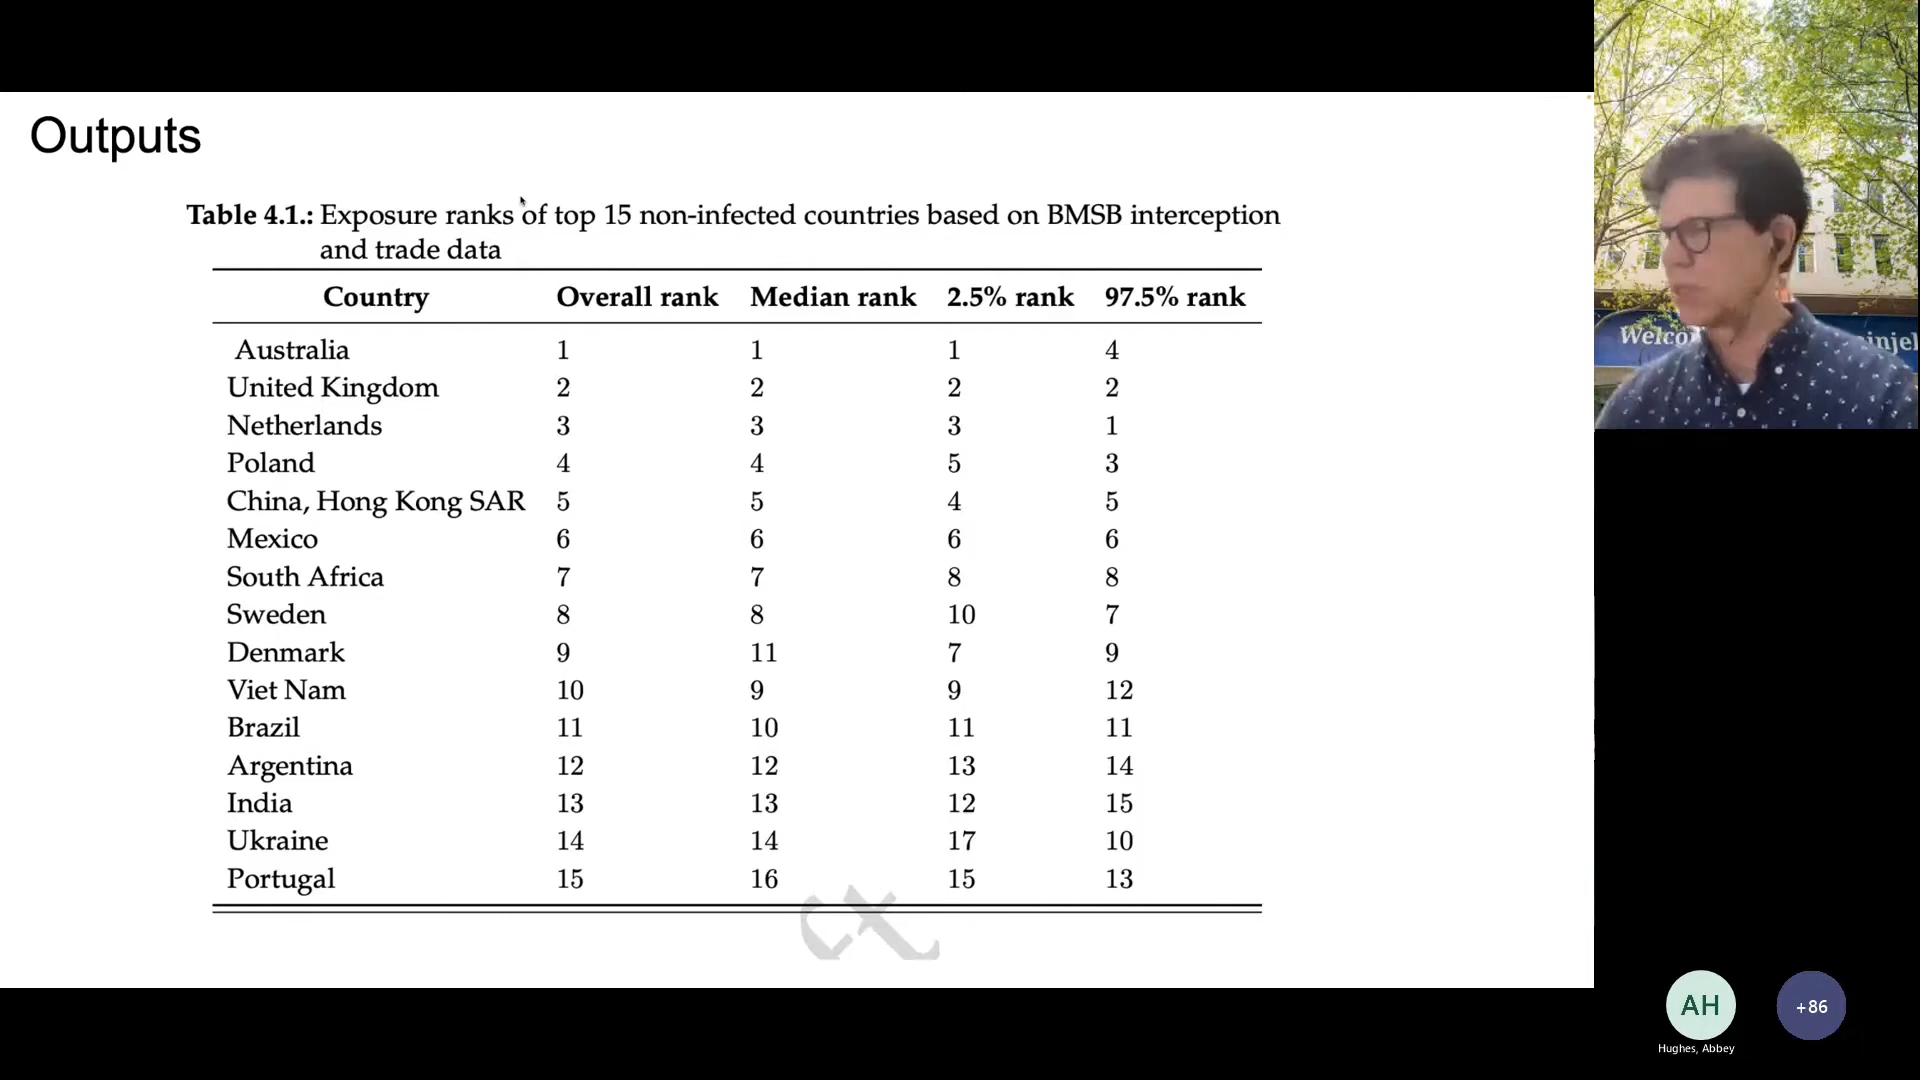 Outputs
Table 4.1.: Exposure ranks of top 15 non-infected countries based on BMSB interception
and trade data
Country Overall rank Median rank 2.5% rank 97.5% rank
Australia 1 1 1 4
United Kingdom 2 2 2 2
Netherlands 3 3 3 1
Poland 4 4 5 3
China, Hong Kong SAR 5 5 4 5
Mexico 6 6 6 6
South Africa 7 7 8 8
Sweden 8 8 10 7
Denmark 9 11 7 9
Viet Nam 10 9 9 12
Brazil 11 10 11 11
Argentina 12 12 13 14
India 13 13 12 15
Ukraine 14 14 17 10
Portugal 15 16 15 13
ct
AH
+86
Hughes, Abbey